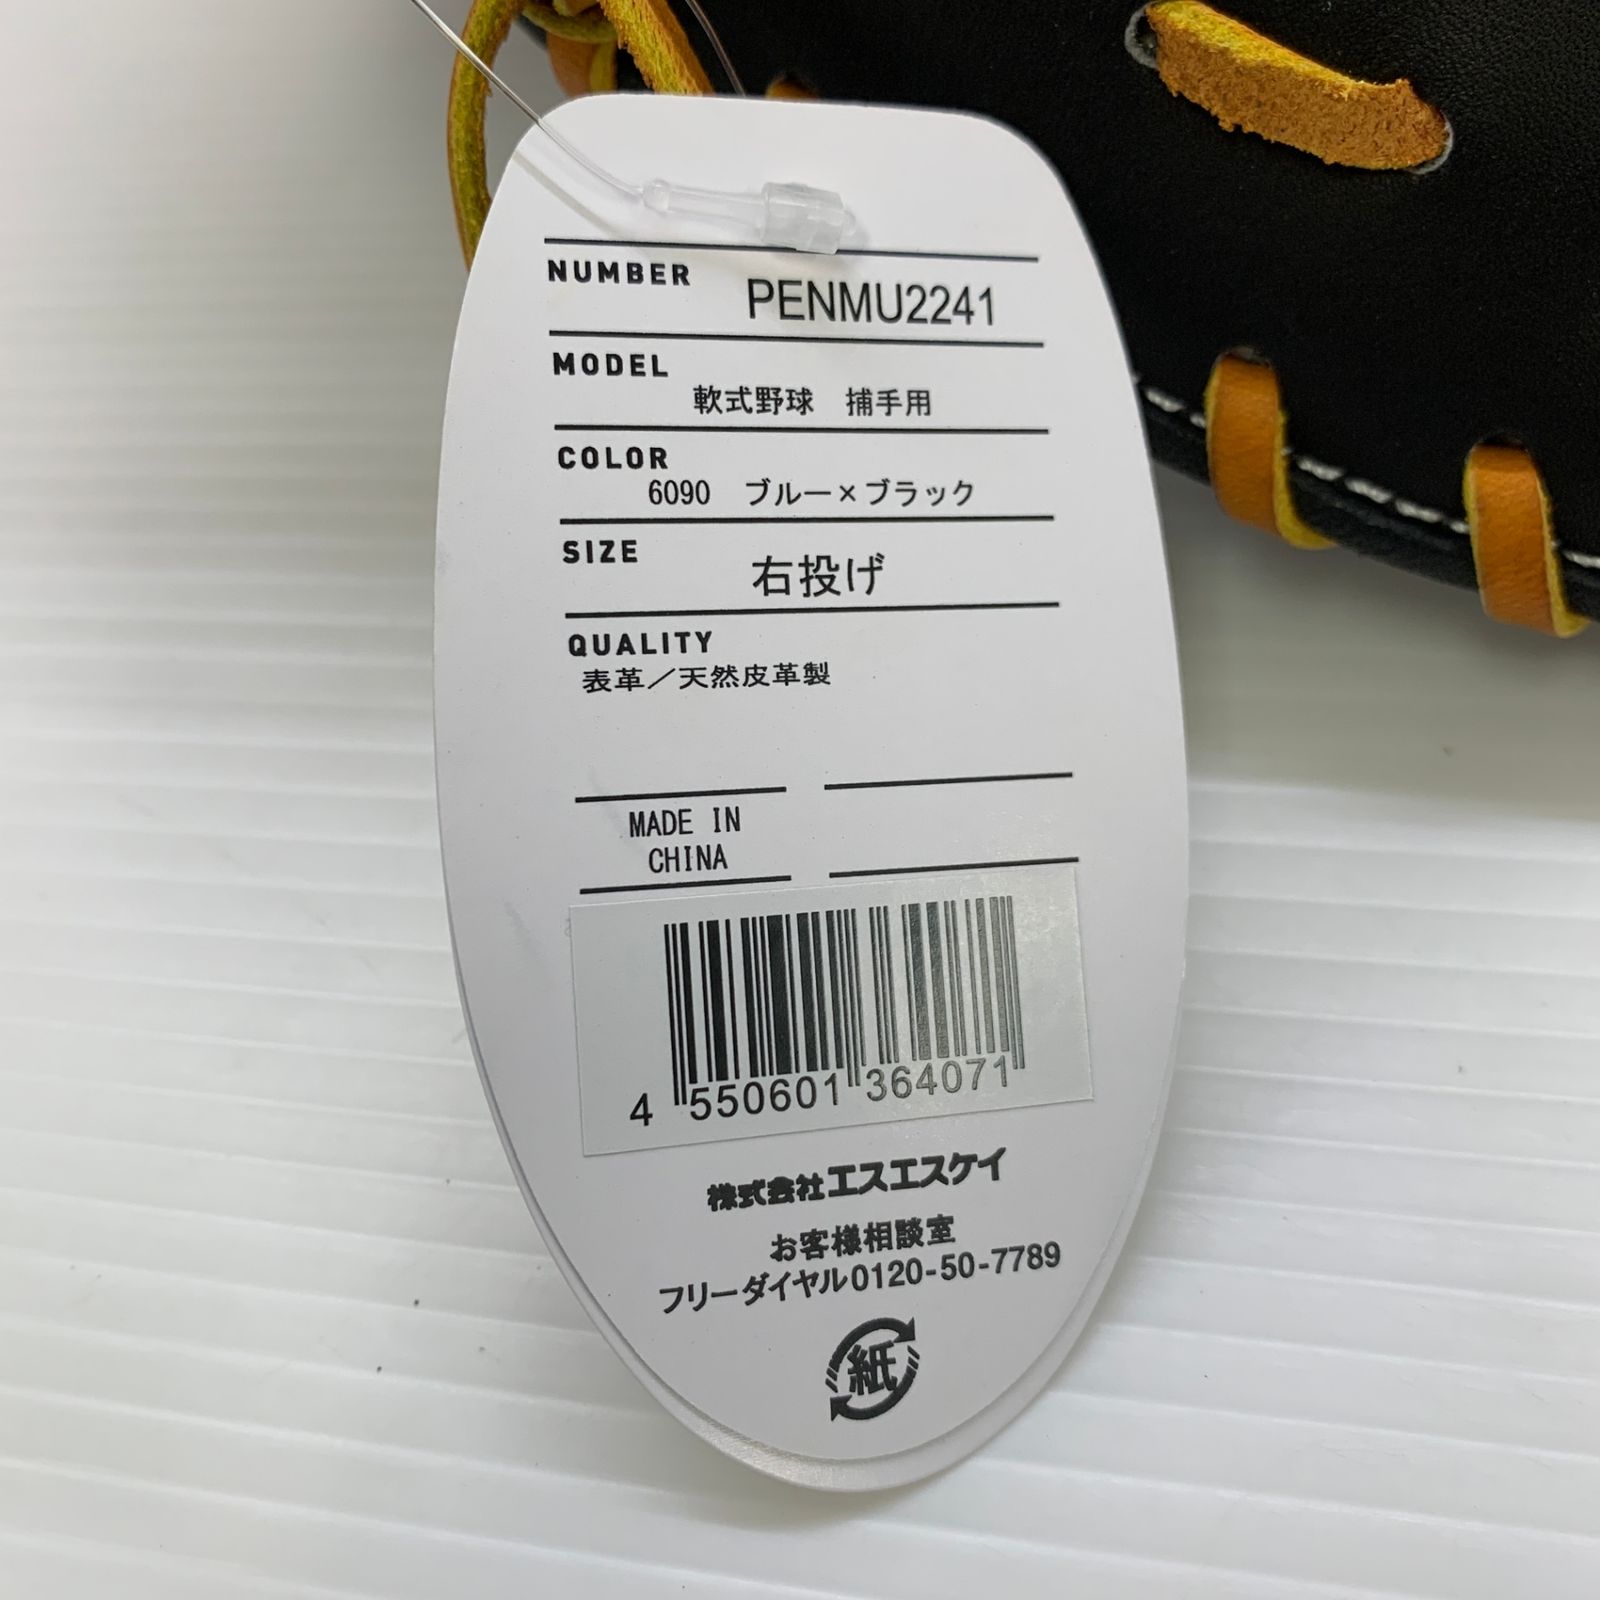 NUMBER
PENMU2241
MODEL
軟式野球　捕手用
COLOR
6090　ブルー×ブラック
SIZE
右投げ
QUALITY
表革／天然皮革製
MADE IN
CHINA
4 550601 364071
株式会社エスエスケイ
お客様相談室
フリーダイヤル0120-50-7789
紙